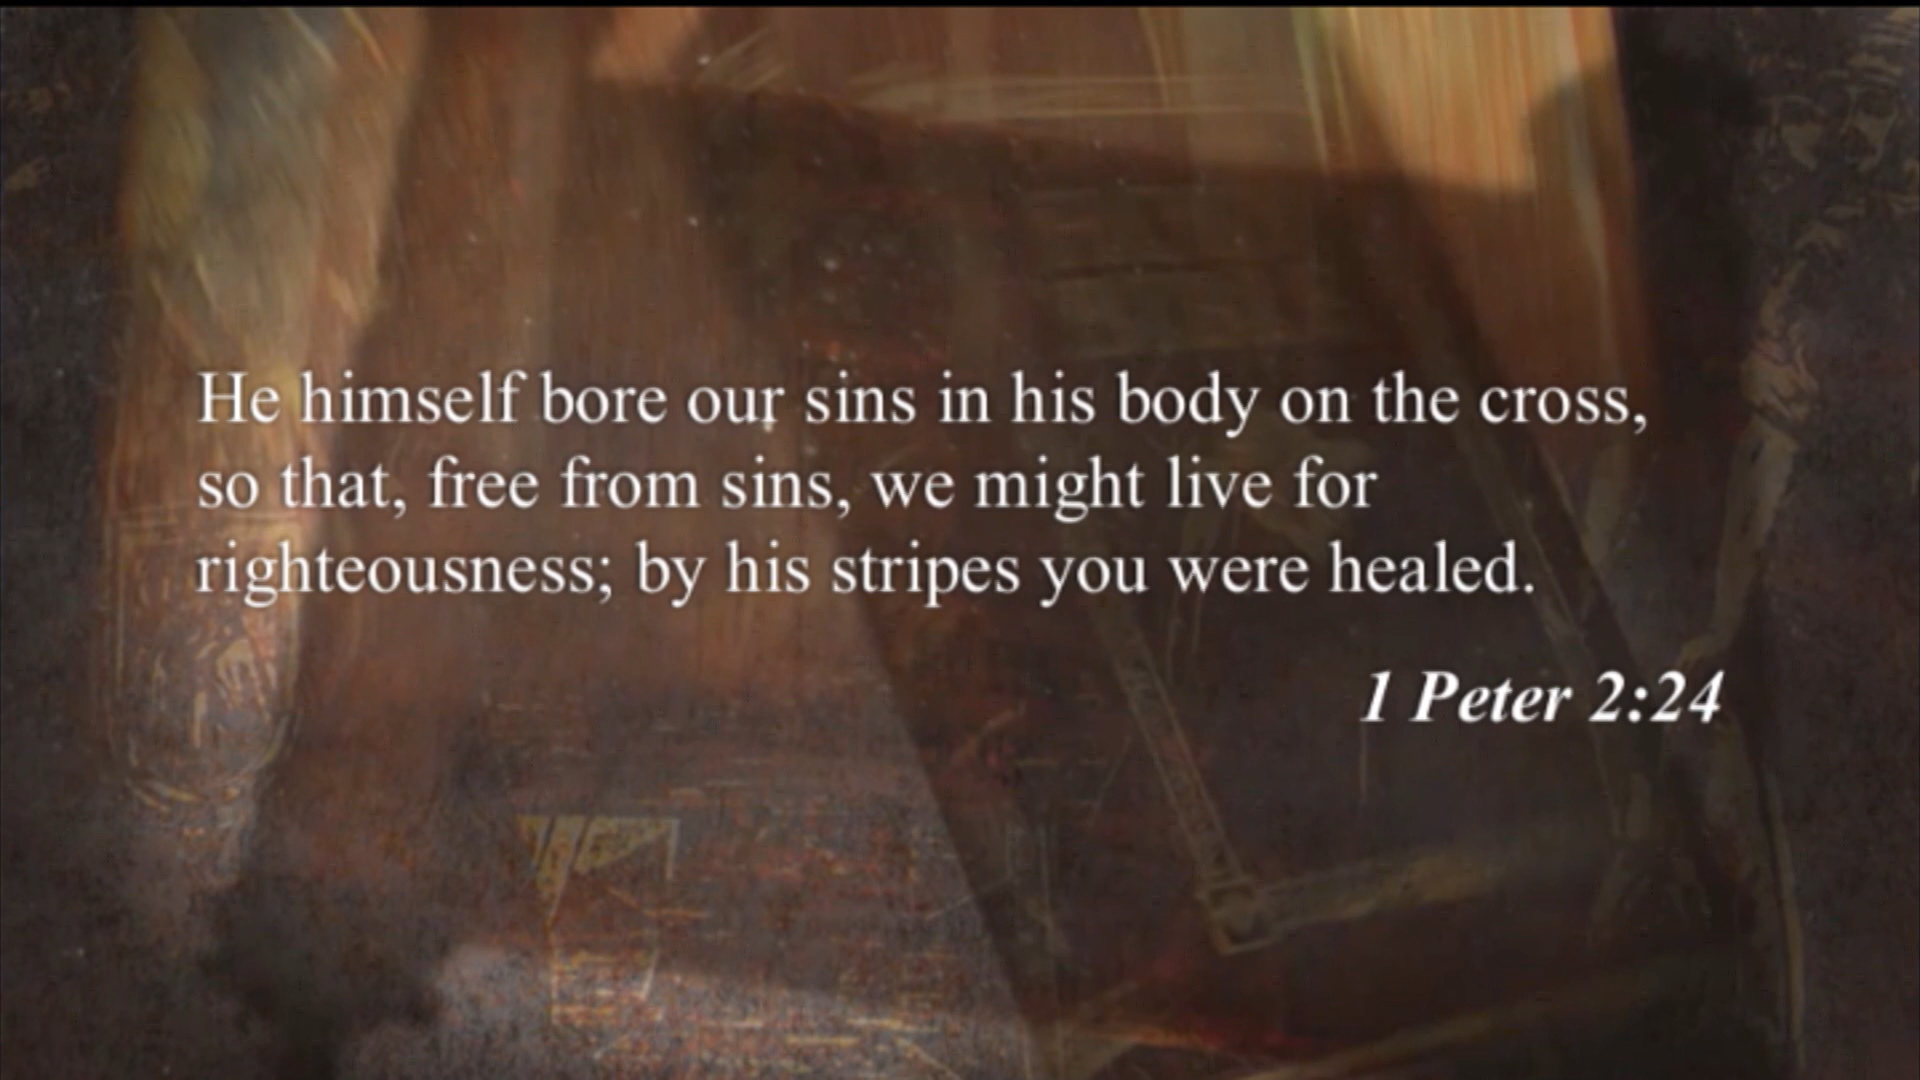 He himself bore our sins in his body on the cross,
so that, free from sins, we might live for
righteousness; by his stripes you were healed.
1 Peter 2:24